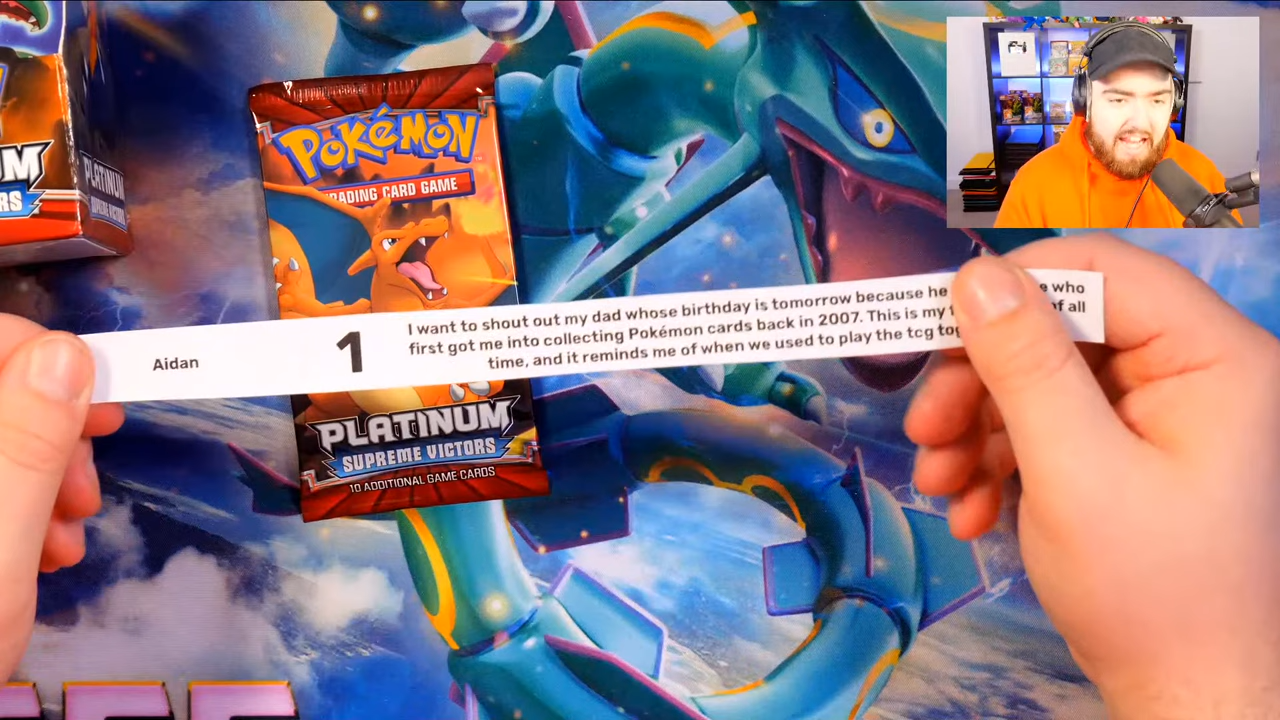 PLATINUM
SUPREME VICTORS
POKéMON
TRADING CARD GAME
Aidan
1
I want to shout out my dad whose birthday is tomorrow because he who
first got me into collecting Pokémon cards back in 2007. This is my of all
time, and it reminds me of when we used to play the tcg
PLATINUM
SUPREME VICTORS
10 ADDITIONAL GAME CARDS